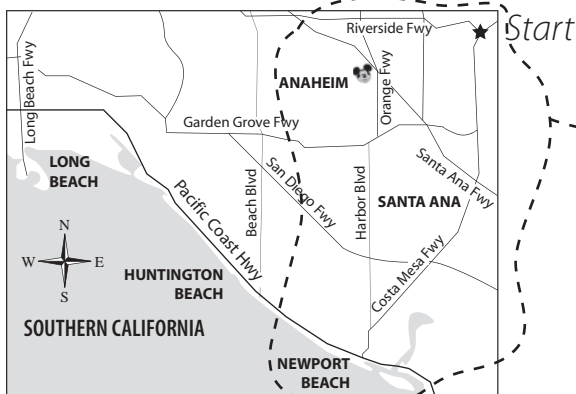 Riverside Fwy
Start
Long Beach Fwy
ANAHEIM
Orange Fwy
Garden Grove Fwy
LONG
BEACH
Pacific Coast Hwy
Beach Blvd
San Diego Fwy
Harbor Blvd
Santa Ana Fwy
SANTA ANA
N
W
E
S
HUNTINGTON
BEACH
Costa Mesa Fwy
SOUTHERN CALIFORNIA
NEWPORT
BEACH